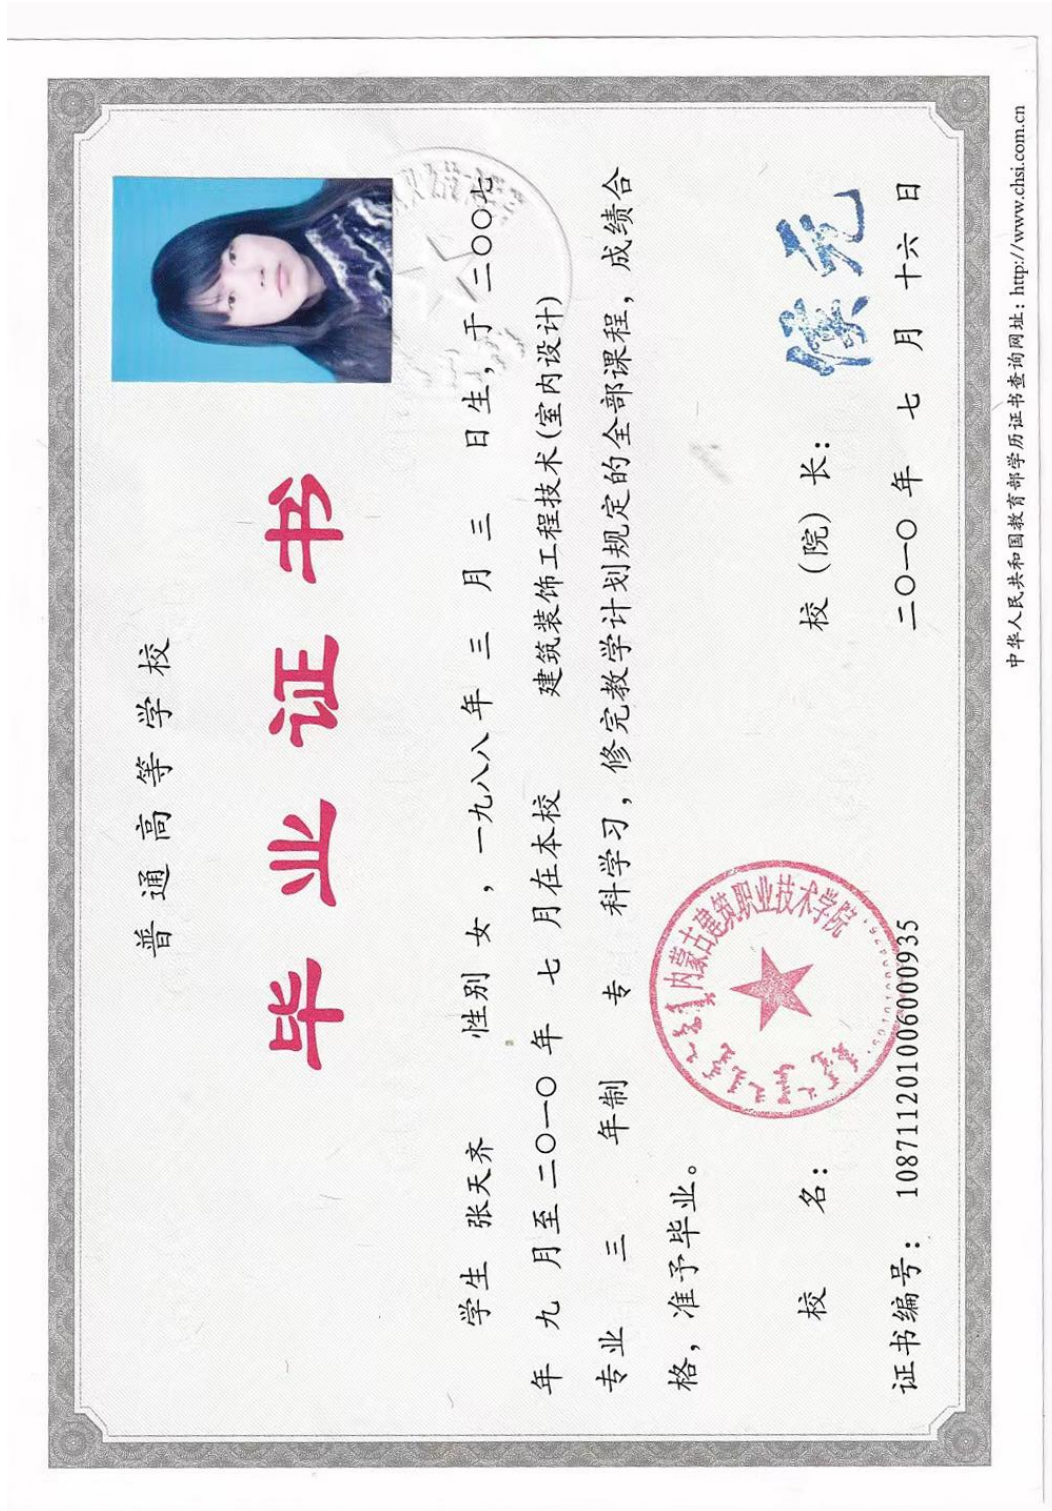 普通高等学校
毕业证书
学生 张天齐 性别 女，一九八八年 三 月 三 日生，于二〇〇七
年 九 月至二〇一〇年 七 月在本校 建筑装饰工程技术(室内设计)
专业 三 年制 专 科学习，修完教学计划规定的全部课程，成绩合
格，准予毕业。
内蒙古建筑职业技术学院
校 名： 校（院）长：
证书编号：108711201006000935 二〇一〇年 七 月 十六 日
中华人民共和国教育部学历证书查询网址：http://www.chsi.com.cn